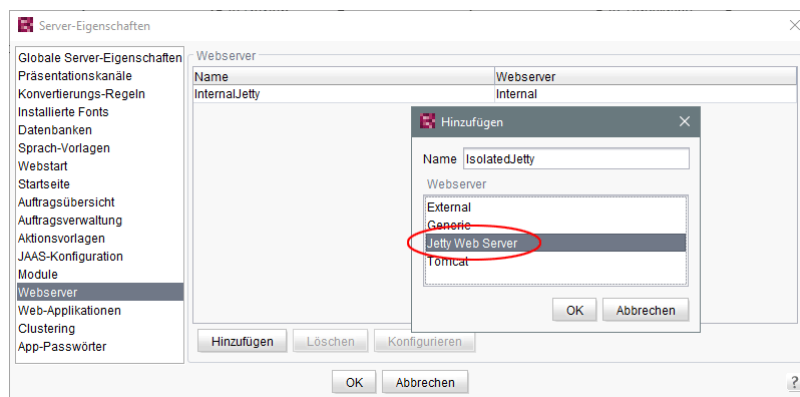 Server-Eigenschaften
Globale Server-Eigenschaften
Präsentationskanäle
Konvertierungs-Regeln
Installierte Fonts
Datenbanken
Sprach-Vorlagen
Webstart
Startseite
Auftragsübersicht
Auftragsverwaltung
Aktionsvorlagen
JAAS-Konfiguration
Module
Webserver
Web-Applikationen
Clustering
App-Passwörter
Webserver
Name Webserver
InternalJetty Internal
Hinzufügen
Name IsolatedJetty
Webserver
External
Generic
Jetty Web Server
Tomcat
OK Abbrechen
Hinzufügen Löschen Konfigurieren
OK Abbrechen ?